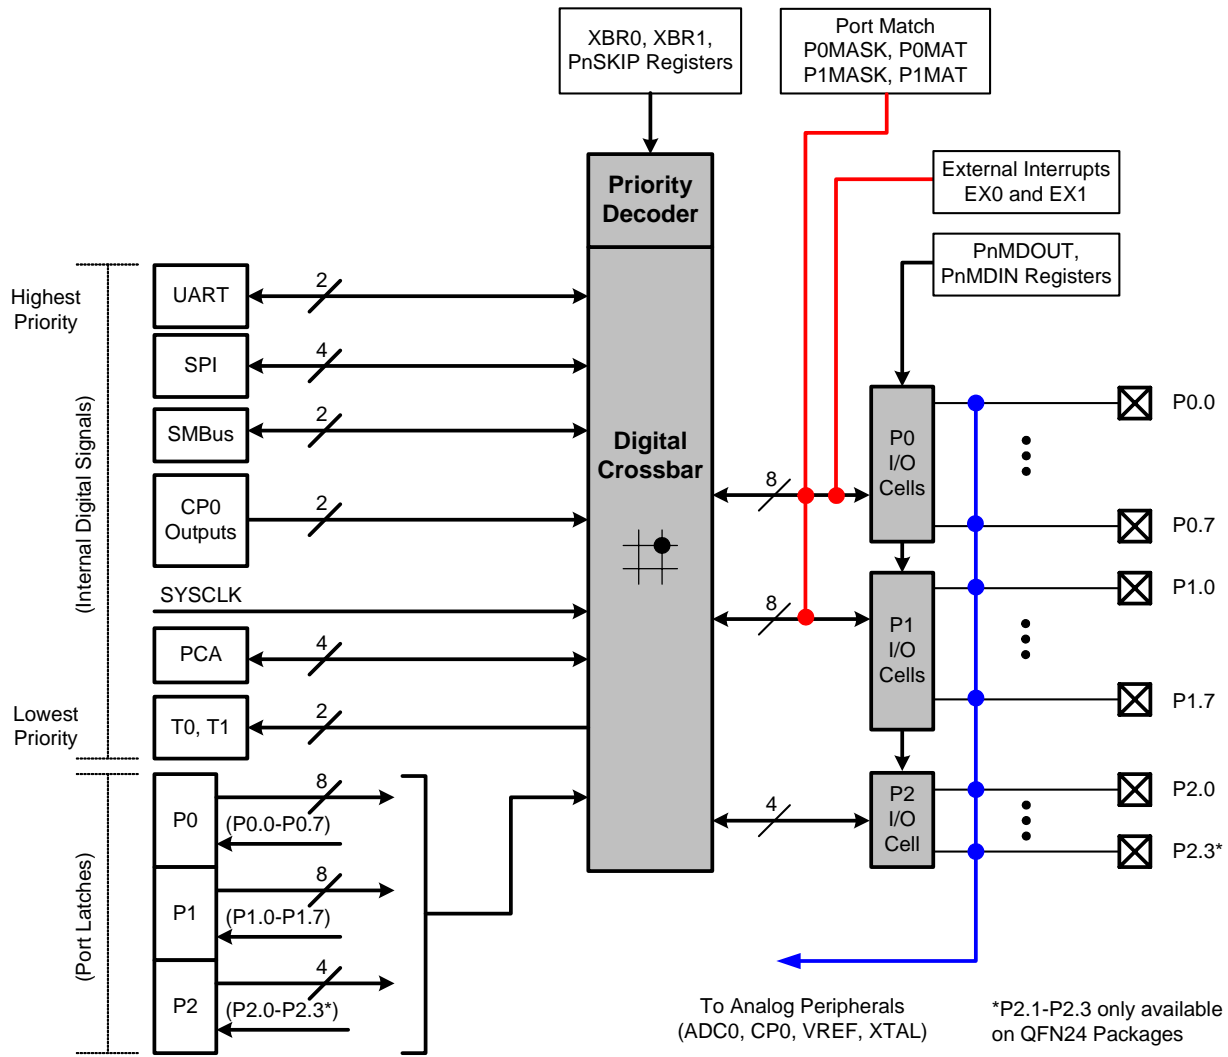 XBR0, XBR1,
PnSKIP Registers
Port Match
P0MASK, P0MAT
P1MASK, P1MAT
External Interrupts
EX0 and EX1
PnMDOUT,
PnMDIN Registers
Priority
Decoder
Digital
Crossbar
Highest
Priority
(Internal Digital Signals)
Lowest
Priority
UART
2
SPI
4
SMBus
2
CP0
Outputs
2
SYSCLK
PCA
4
T0, T1
2
(Port Latches)
P0
8
(P0.0-P0.7)
P1
8
(P1.0-P1.7)
P2
4
(P2.0-P2.3*)
8
8
4
P0
I/O
Cells
P1
I/O
Cells
P2
I/O
Cell
P0.0
P0.7
P1.0
P1.7
P2.0
P2.3*
To Analog Peripherals
(ADC0, CP0, VREF, XTAL)
*P2.1-P2.3 only available
on QFN24 Packages